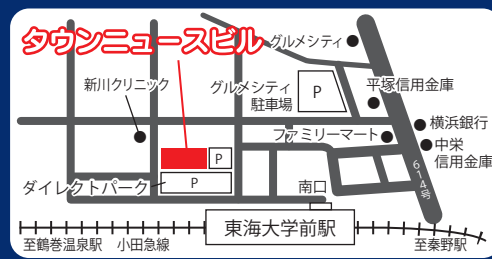 タウンニュースビル
グルメシティ
新川クリニック
グルメシティ
駐車場
P
平塚信用金庫
横浜銀行
ファミリーマート
中栄
信用金庫
P
P
ダイレクトパーク
南口
614号
東海大学前駅
至鶴巻温泉駅
小田急線
至秦野駅